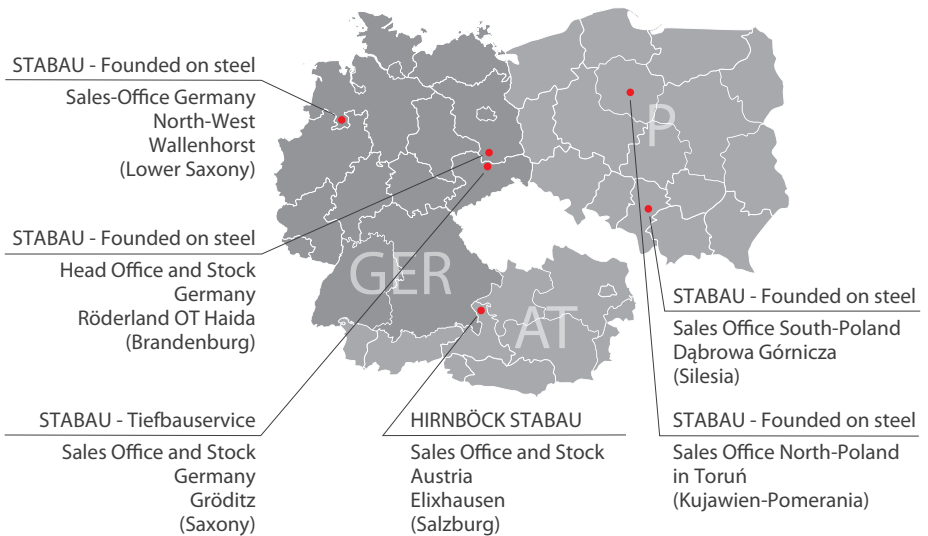 STABAU - Founded on steel
Sales-Office Germany
North-West
Wallenhorst
(Lower Saxony)
STABAU - Founded on steel
Head Office and Stock
Germany
Röderland OT Haida
(Brandenburg)
STABAU - Tiefbauservice
Sales Office and Stock
Germany
Gröditz
(Saxony)
HIRNBÖCK STABAU
Sales Office and Stock
Austria
Elixhausen
(Salzburg)
STABAU - Founded on steel
Sales Office South-Poland
Dąbrowa Górnicza
(Silesia)
STABAU - Founded on steel
Sales Office North-Poland
in Toruń
(Kujawien-Pomerania)
P
GER
AT